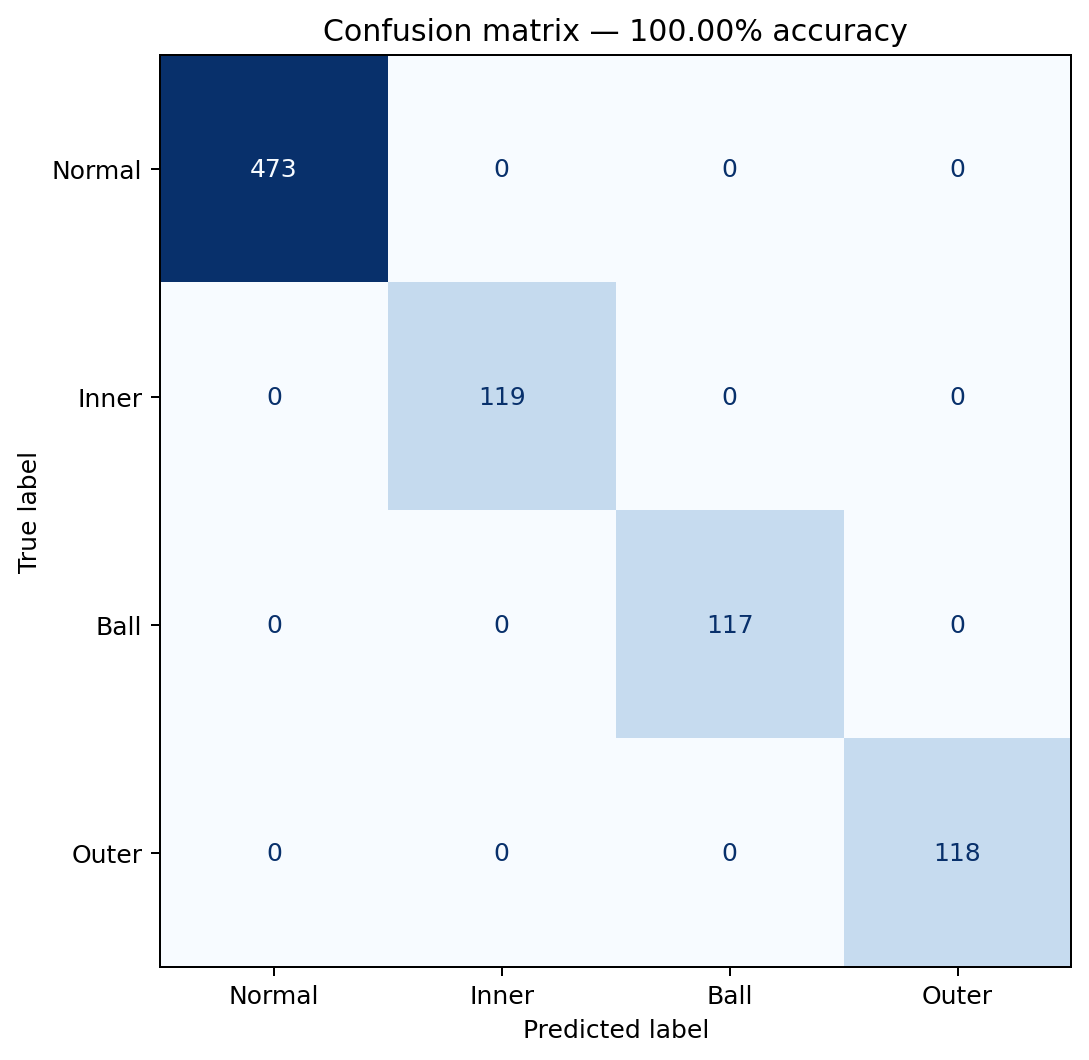 Confusion matrix — 100.00% accuracy
Normal 473 0 0 0
Inner 0 119 0 0
Ball 0 0 117 0
Outer 0 0 0 118
True label
Normal Inner Ball Outer
Predicted label